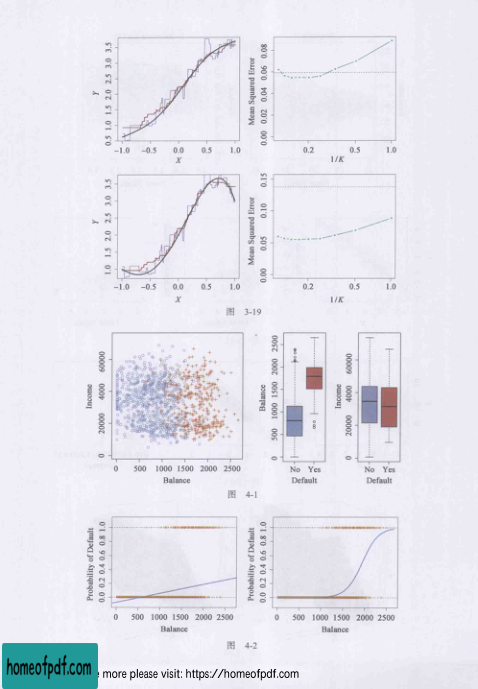 0.5 1.0 1.5 2.0 2.5 3.0 3.5
Y
-1.0 -0.5 0.0 0.5 1.0
X
0.00 0.02 0.04 0.06 0.08
Mean Squared Error
0.2 0.5 1.0
1/K
1.0 1.5 2.0 2.5 3.0 3.5
Y
-1.0 -0.5 0.0 0.5 1.0
X
0.00 0.05 0.10 0.15
Mean Squared Error
0.2 0.5 1.0
1/K
图 3-19
0 20000 4000 60000
Income
0 500 1000 1500 2000 2500
Balance
0 500 1000 1500 2000 2500
Balance
No Yes
Default
0 20000 40000 60000
Income
No Yes
Default
图 4-1
0.0 0.2 0.4 0.6 0.8 1.0
Probability of Default
0 500 1000 1500 2000 2500
Balance
0.0 0.2 0.4 0.6 0.8 1.0
Probability of Default
0 500 1000 1500 2000 2500
Balance
图 4-2
homeofpdf.com
more please visit: https://homeofpdf.com